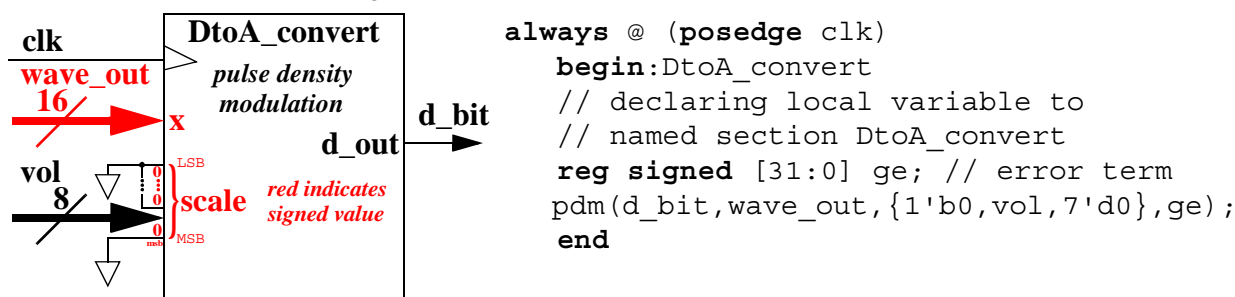 clk
wave_out
16
x
vol
8
DtoA_convert
pulse density
modulation
d_bit
d_out
0
0
0
msb
LSB
MSB
scale
red indicates
signed value
always @ (posedge clk)
begin:DtoA_convert
// declaring local variable to
// named section DtoA_convert
reg signed [31:0] ge; // error term
pdm(d_bit,wave_out,{1'b0,vol,7'd0},ge);
end